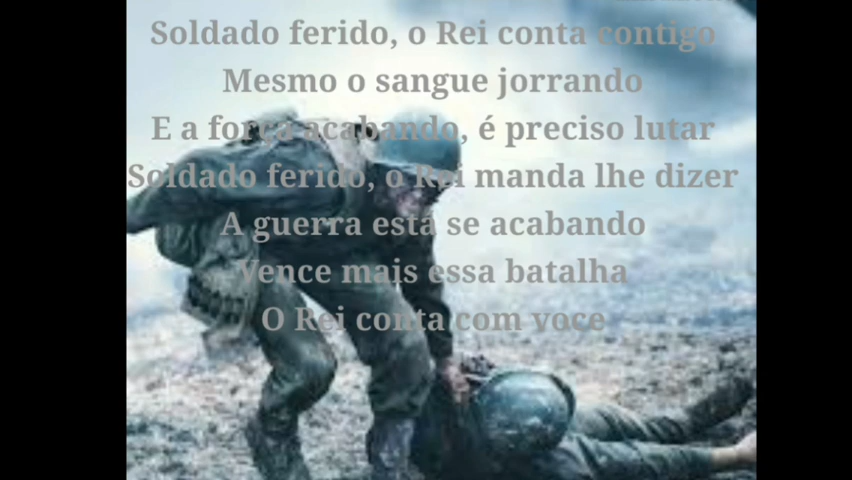 Soldado ferido, o Rei conta contigo
Mesmo o sangue jorrando
E a força acabando, é preciso lutar
Soldado ferido, o Rei manda lhe dizer
A guerra está se acabando
Vence mais essa batalha
O Rei conta com voce